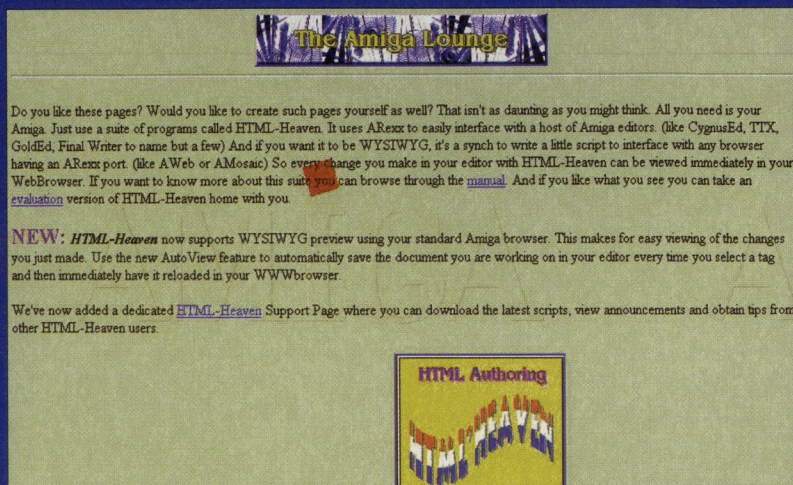 The Amiga Lounge
Do you like these pages? Would you like to create such pages yourself as well? That isn't as daunting as you might think. All you need is your
Amiga. Just use a suite of programs called HTML-Heaven. It uses ARexx to easily interface with a host of Amiga editors. (like CygnusEd, TTX,
GoldEd, Final Writer to name but a few) And if you want it to be WYSIWYG, it's a synch to write a little script to interface with any browser
having an ARexx port. (like AWeb or AMosaic) So every change you make in your editor with HTML-Heaven can be viewed immediately in your
WebBrowser. If you want to know more about this suite you can browse through the manual. And if you like what you see you can take an
evaluation version of HTML-Heaven home with you.
NEW: HTML-Heaven now supports WYSIWYG preview using your standard Amiga browser. This makes for easy viewing of the changes
you just made. Use the new AutoView feature to automatically save the document you are working on in your editor every time you select a tag
and then immediately have it reloaded in your WWWbrowser.
We've now added a dedicated HTML-Heaven Support Page where you can download the latest scripts, view announcements and obtain tips from
other HTML-Heaven users.
HTML Authoring
HTML-HEAVEN